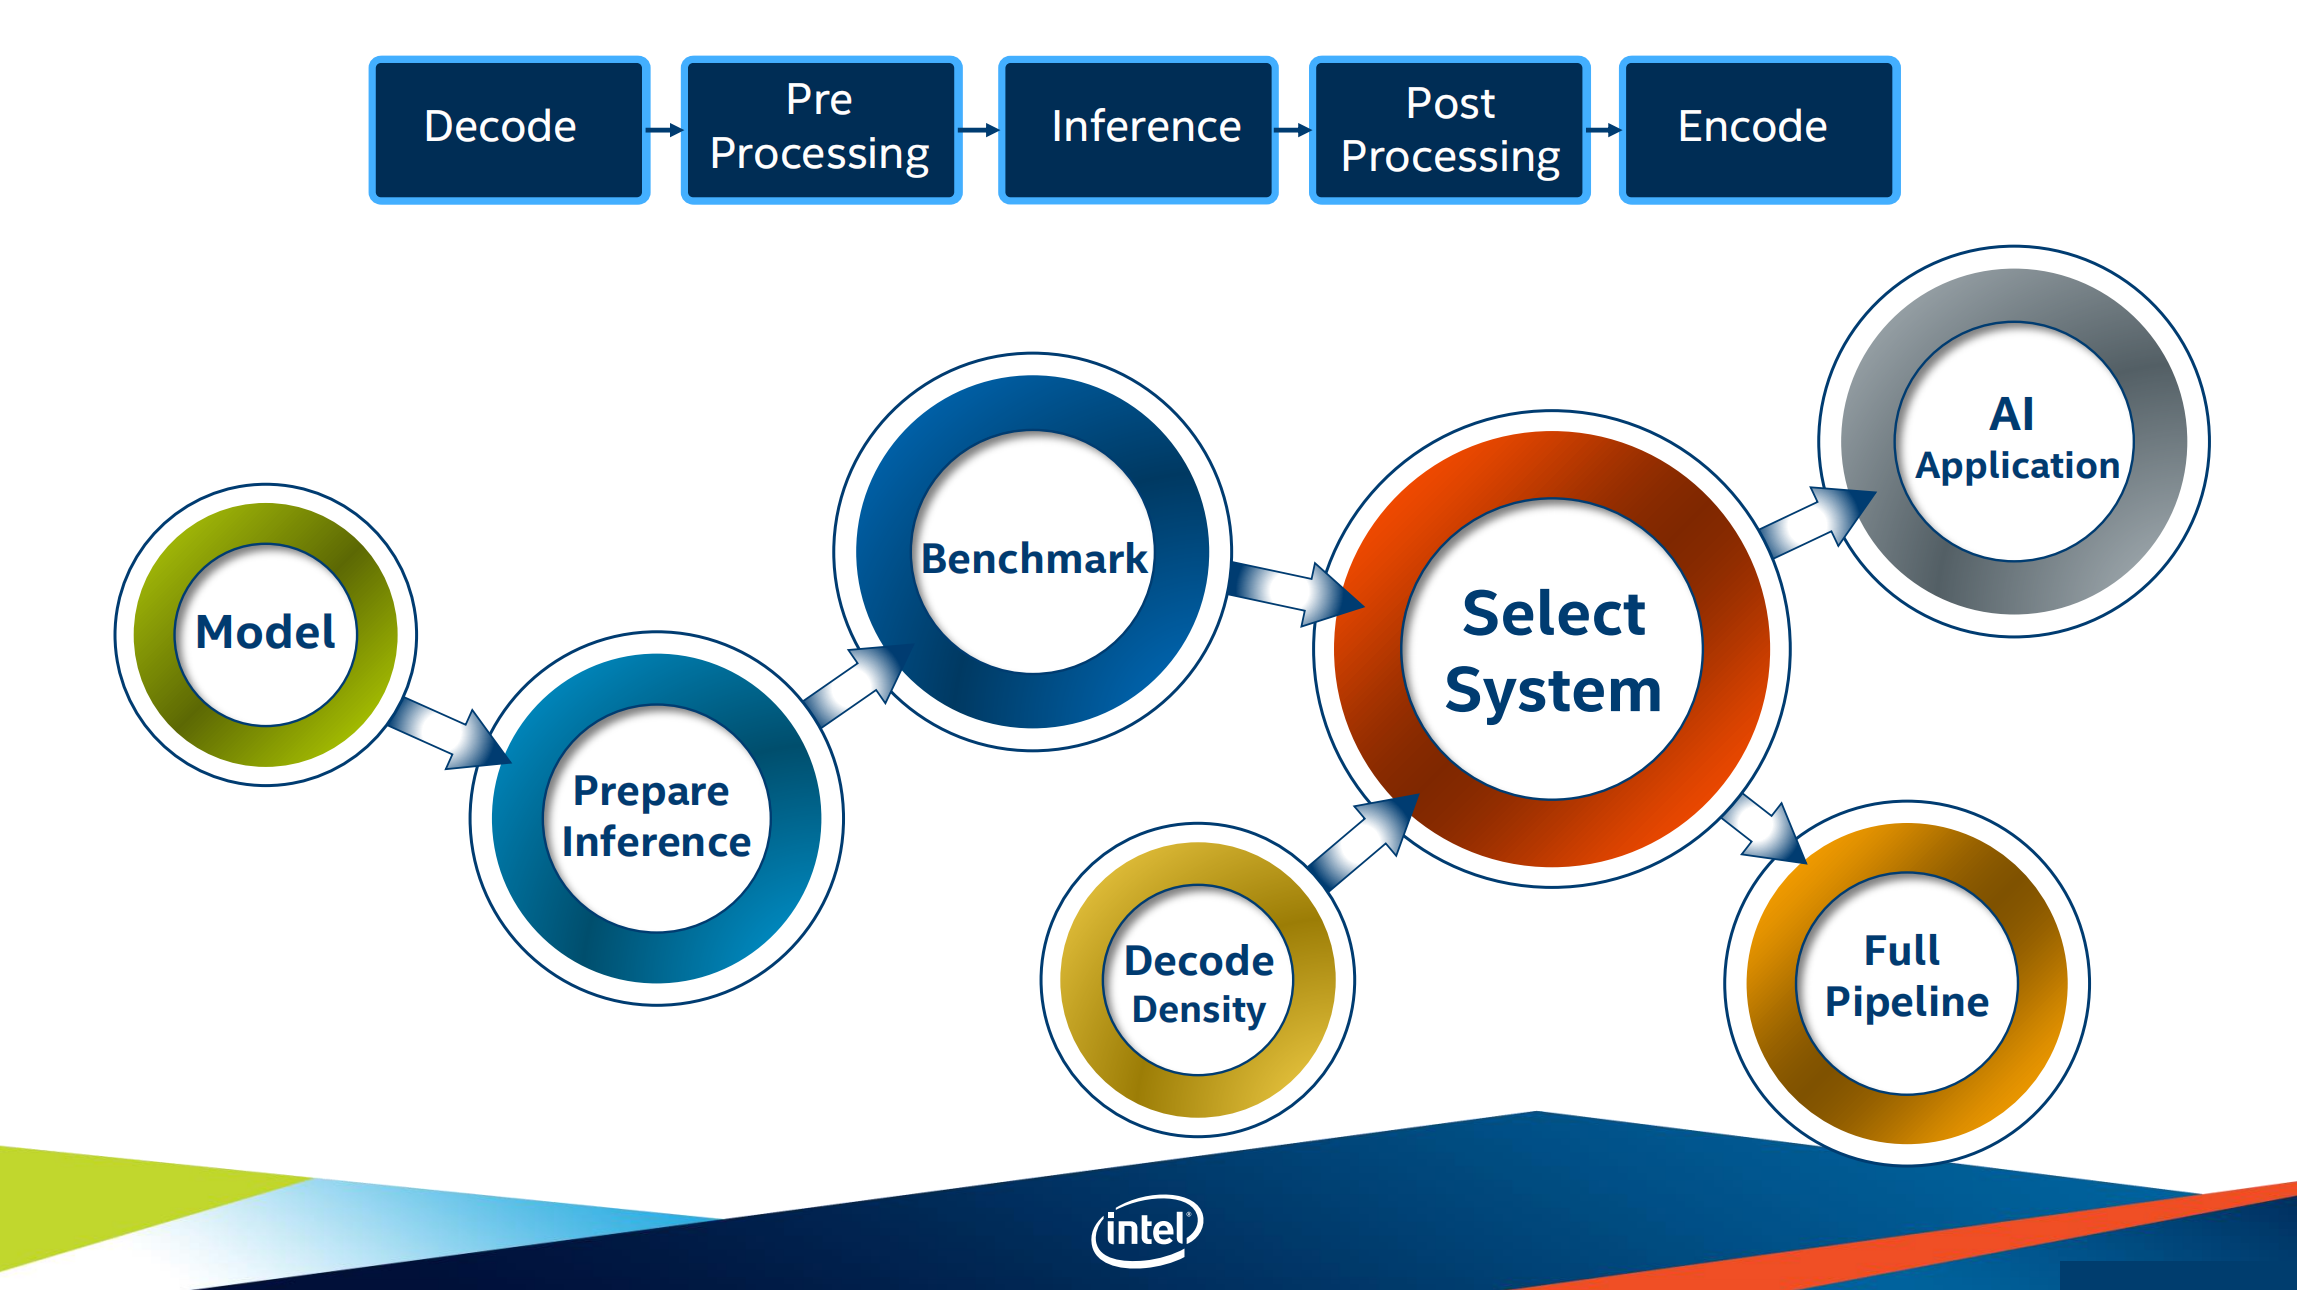 Decode
Pre
Processing
Inference
Post
Processing
Encode
AI
Application
Benchmark
Select
System
Model
Prepare
Inference
Decode
Density
Full
Pipeline
intel®